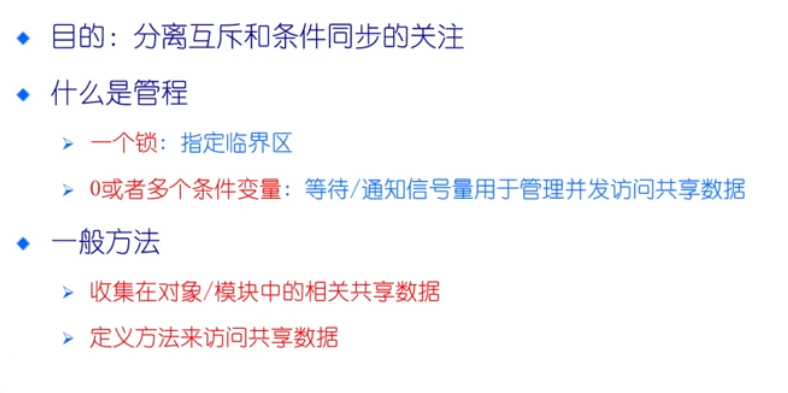 目的：分离互斥和条件同步的关注
什么是管程
一个锁：指定临界区
0或者多个条件变量：等待/通知信号量用于管理并发访问共享数据
一般方法
收集在对象/模块中的相关共享数据
定义方法来访问共享数据